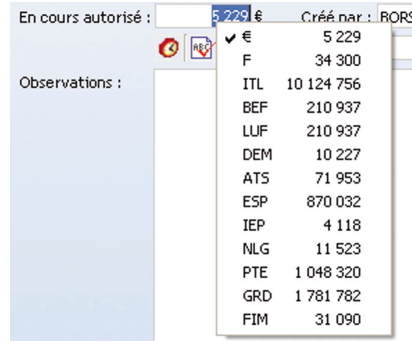 En cours autorisé : 5 229 € Créé par : BORS
ABC
Observations :
✓ € 5 229
F 34 300
ITL 10 124 756
BEF 210 937
LUF 210 937
DEM 10 227
ATS 71 953
ESP 870 032
IEP 4 118
NLG 11 523
PTE 1 048 320
GRD 1 781 782
FIM 31 090